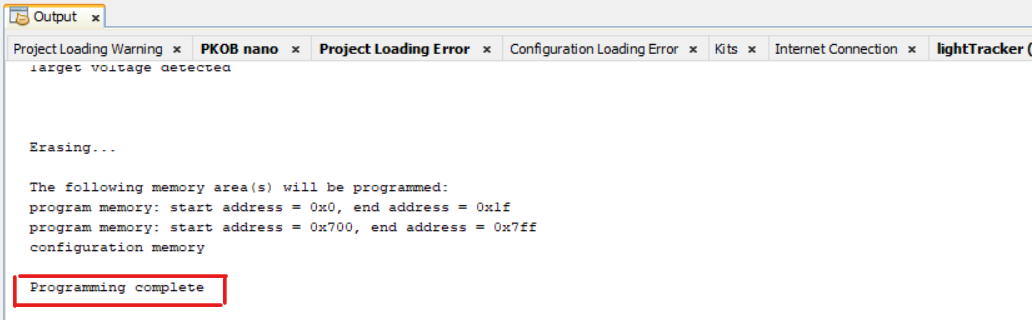 Output
Project Loading Warning PKOB nano Project Loading Error Configuration Loading Error Kits Internet Connection lightTracker (
Target voltage detected
Erasing...
The following memory area(s) will be programmed:
program memory: start address = 0x0, end address = 0x1f
program memory: start address = 0x700, end address = 0x7ff
configuration memory
Programming complete